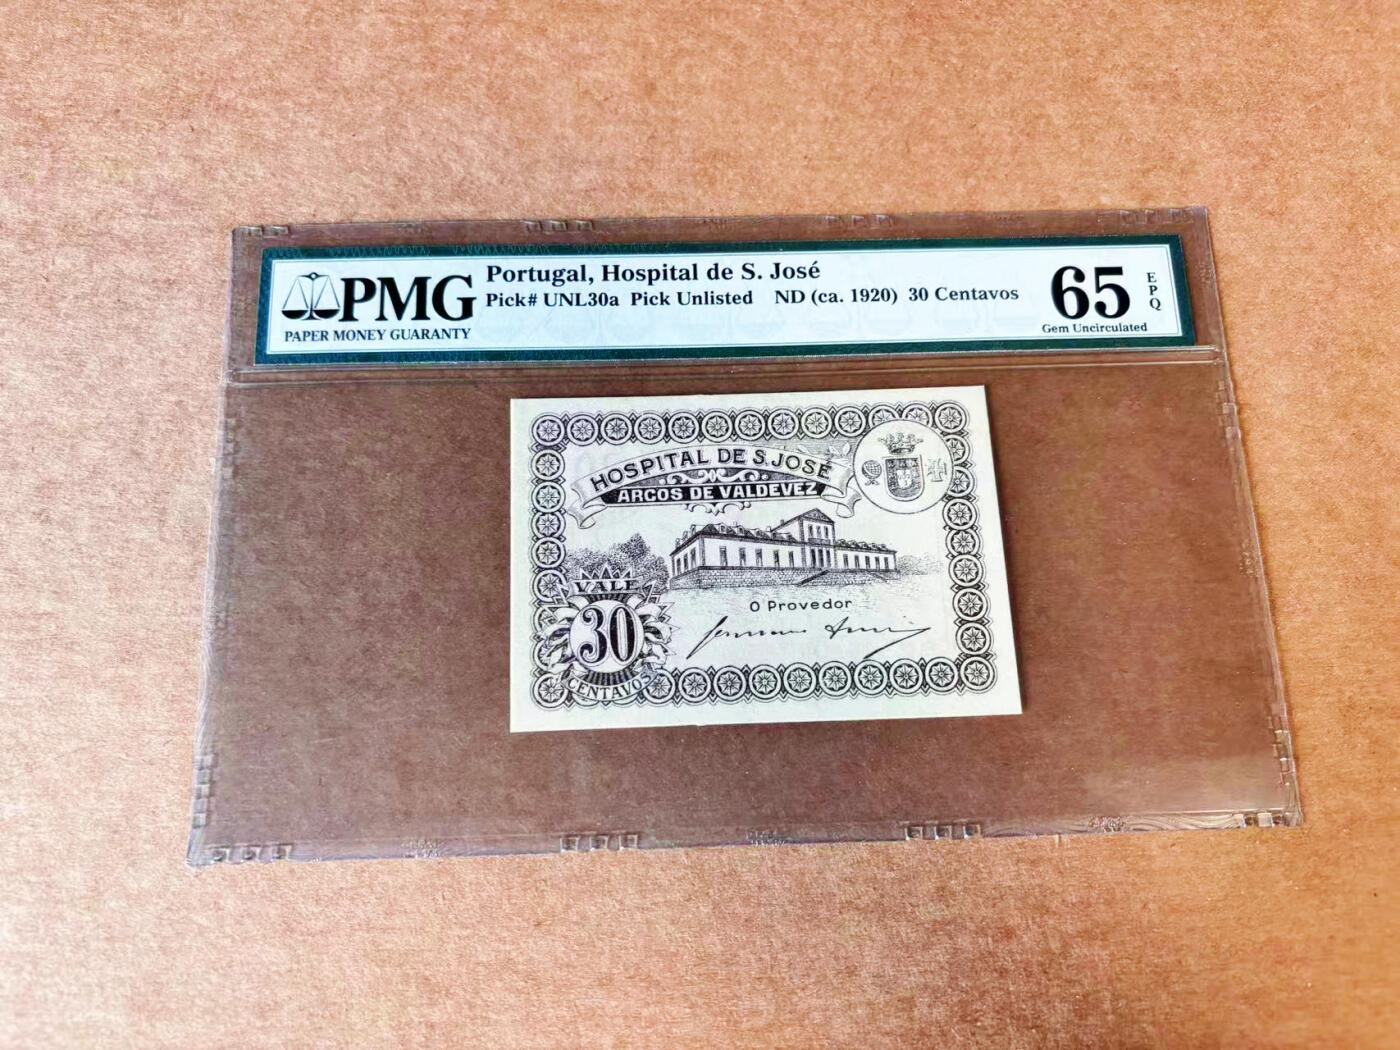 PMG
PAPER MONEY GUARANTY
Portugal, Hospital de S. José
Pick# UNL30a Pick Unlisted ND (ca. 1920) 30 Centavos
65
EPQ
Gem Uncirculated
HOSPITAL DE S. JOSÉ
ARCOS DE VALDEVEZ
O Provedor
VALE
30
CENTAVOS